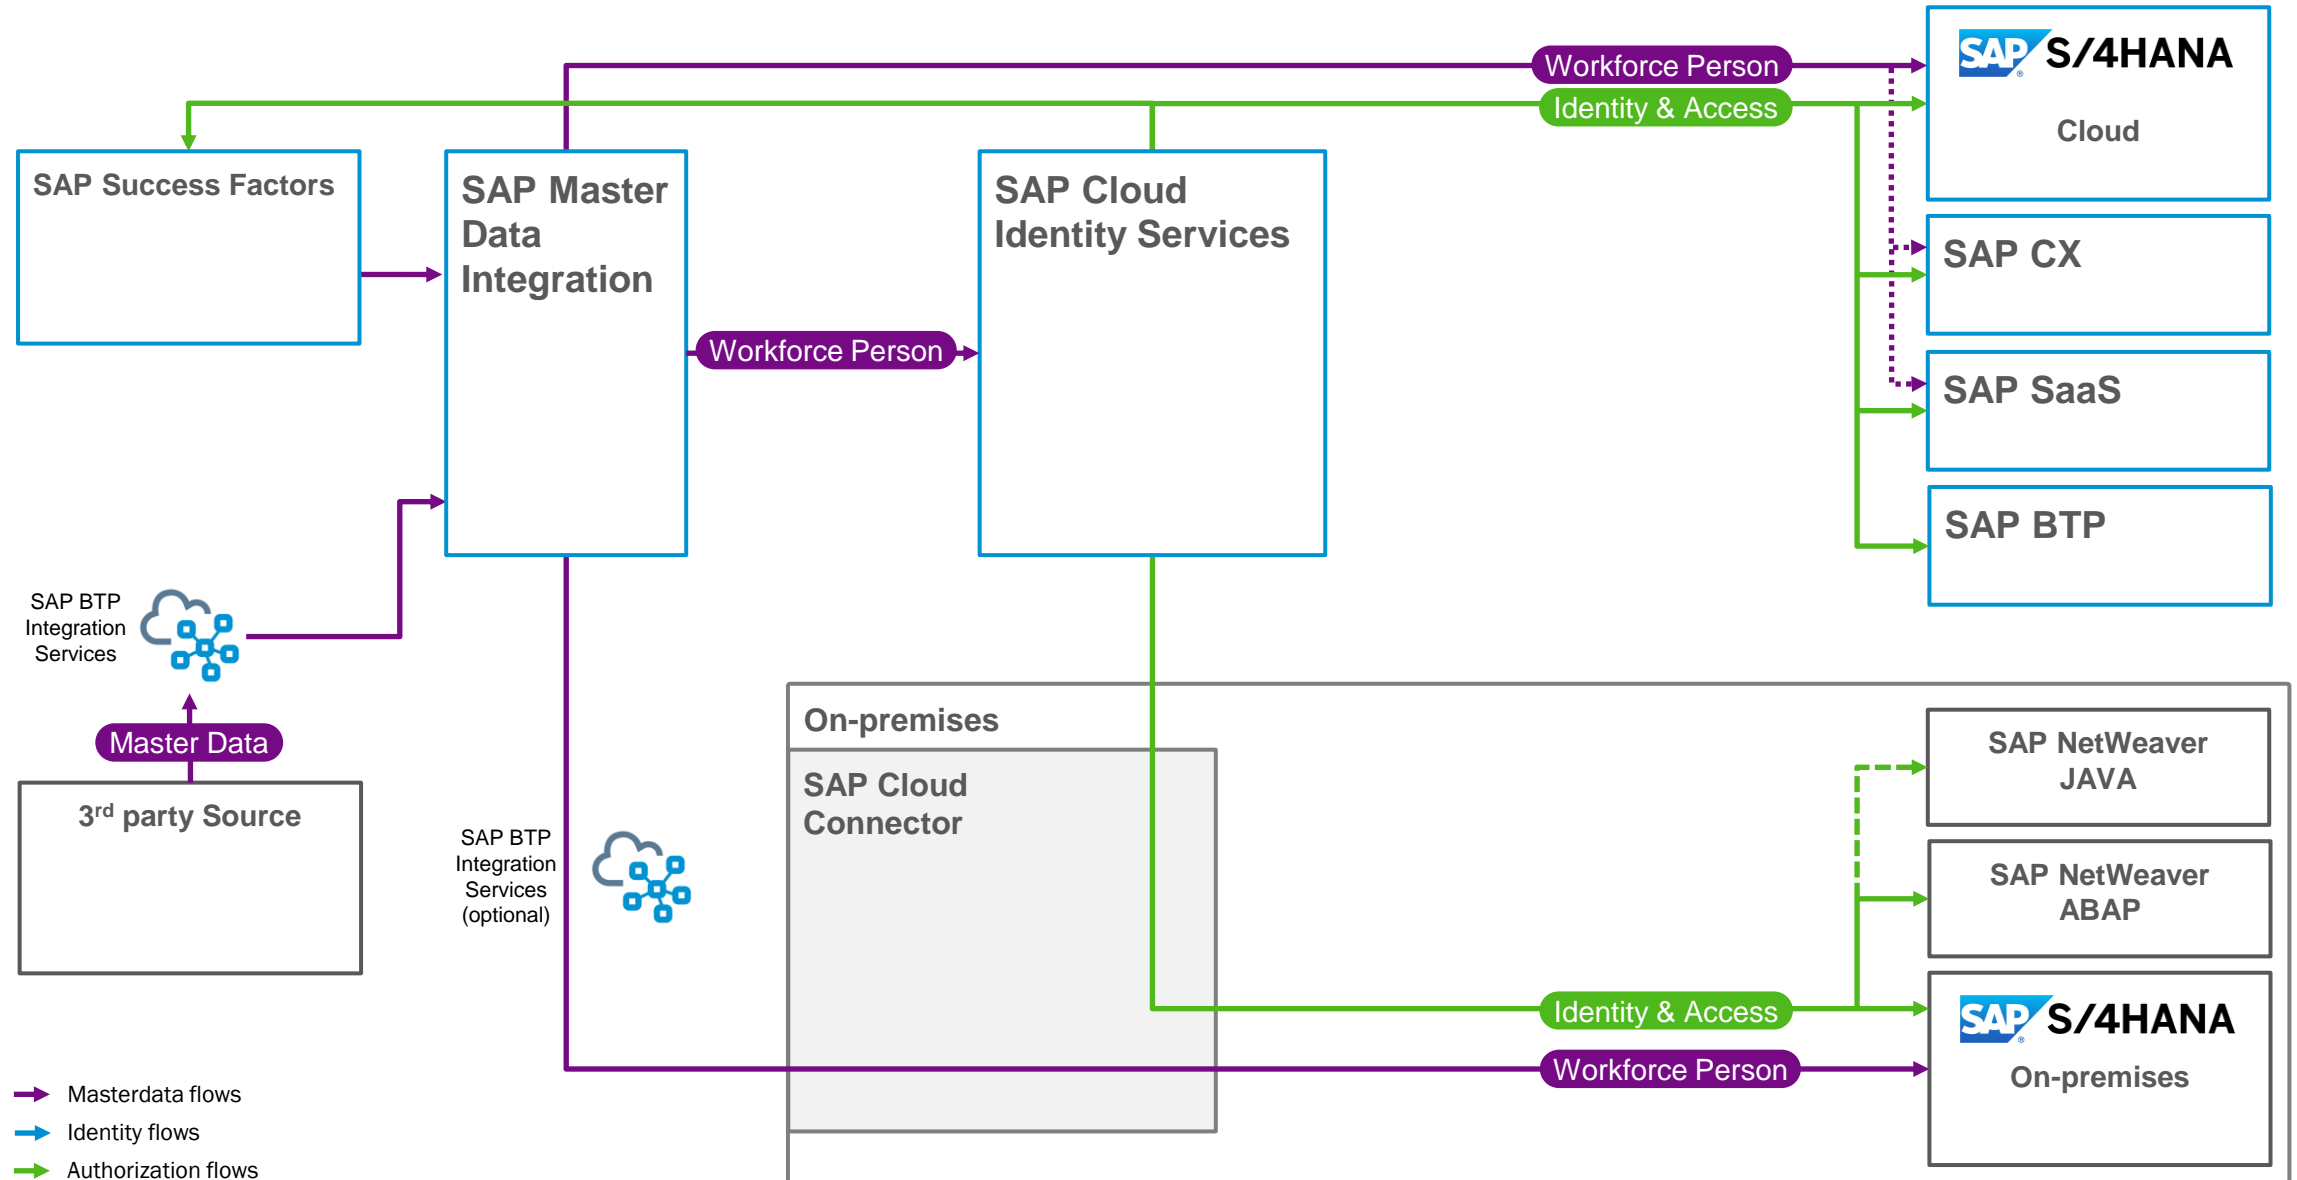 Workforce Person
SAP S/4HANA
Cloud
Identity & Access
SAP Success Factors
SAP Master
Data
Integration
SAP Cloud
Identity Services
SAP CX
Workforce Person
SAP SaaS
SAP BTP
SAP BTP
Integration
Services
Master Data
3rd party Source
On-premises
SAP Cloud
Connector
SAP NetWeaver
JAVA
SAP BTP
Integration
Services
(optional)
SAP NetWeaver
ABAP
Identity & Access
SAP S/4HANA
On-premises
Workforce Person
Masterdata flows
Identity flows
Authorization flows